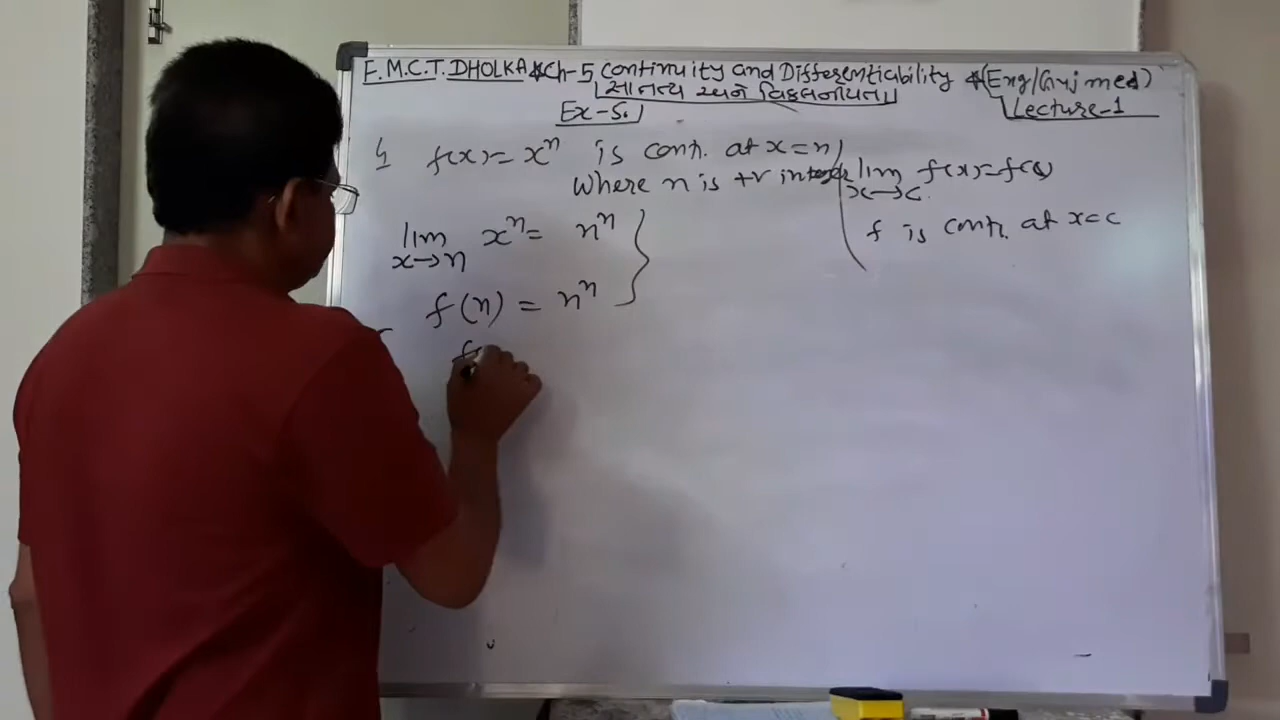 F.M.C.T. DHOLKA * Ch-5 Continuity and Differentiability * (Eng/Guj med)
સાતત્ય અને વિકલનીયતા
Lecture-1
Ex-5.1
4 f(x) = xⁿ is cont. at x = n
Where n is +v integer
lim xⁿ = nⁿ
x→n
f(n) = nⁿ
f
lim f(x) = f(c)
x→c
f is cont. at x = c